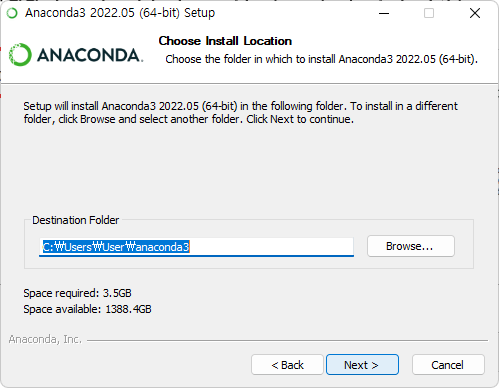 Anaconda3 2022.05 (64-bit) Setup
ANACONDA.
Choose Install Location
Choose the folder in which to install Anaconda3 2022.05 (64-bit).
Setup will install Anaconda3 2022.05 (64-bit) in the following folder. To install in a different
folder, click Browse and select another folder. Click Next to continue.
Destination Folder
C:₩Users₩User₩anaconda3
Browse...
Space required: 3.5GB
Space available: 1388.4GB
Anaconda, Inc.
< Back
Next >
Cancel